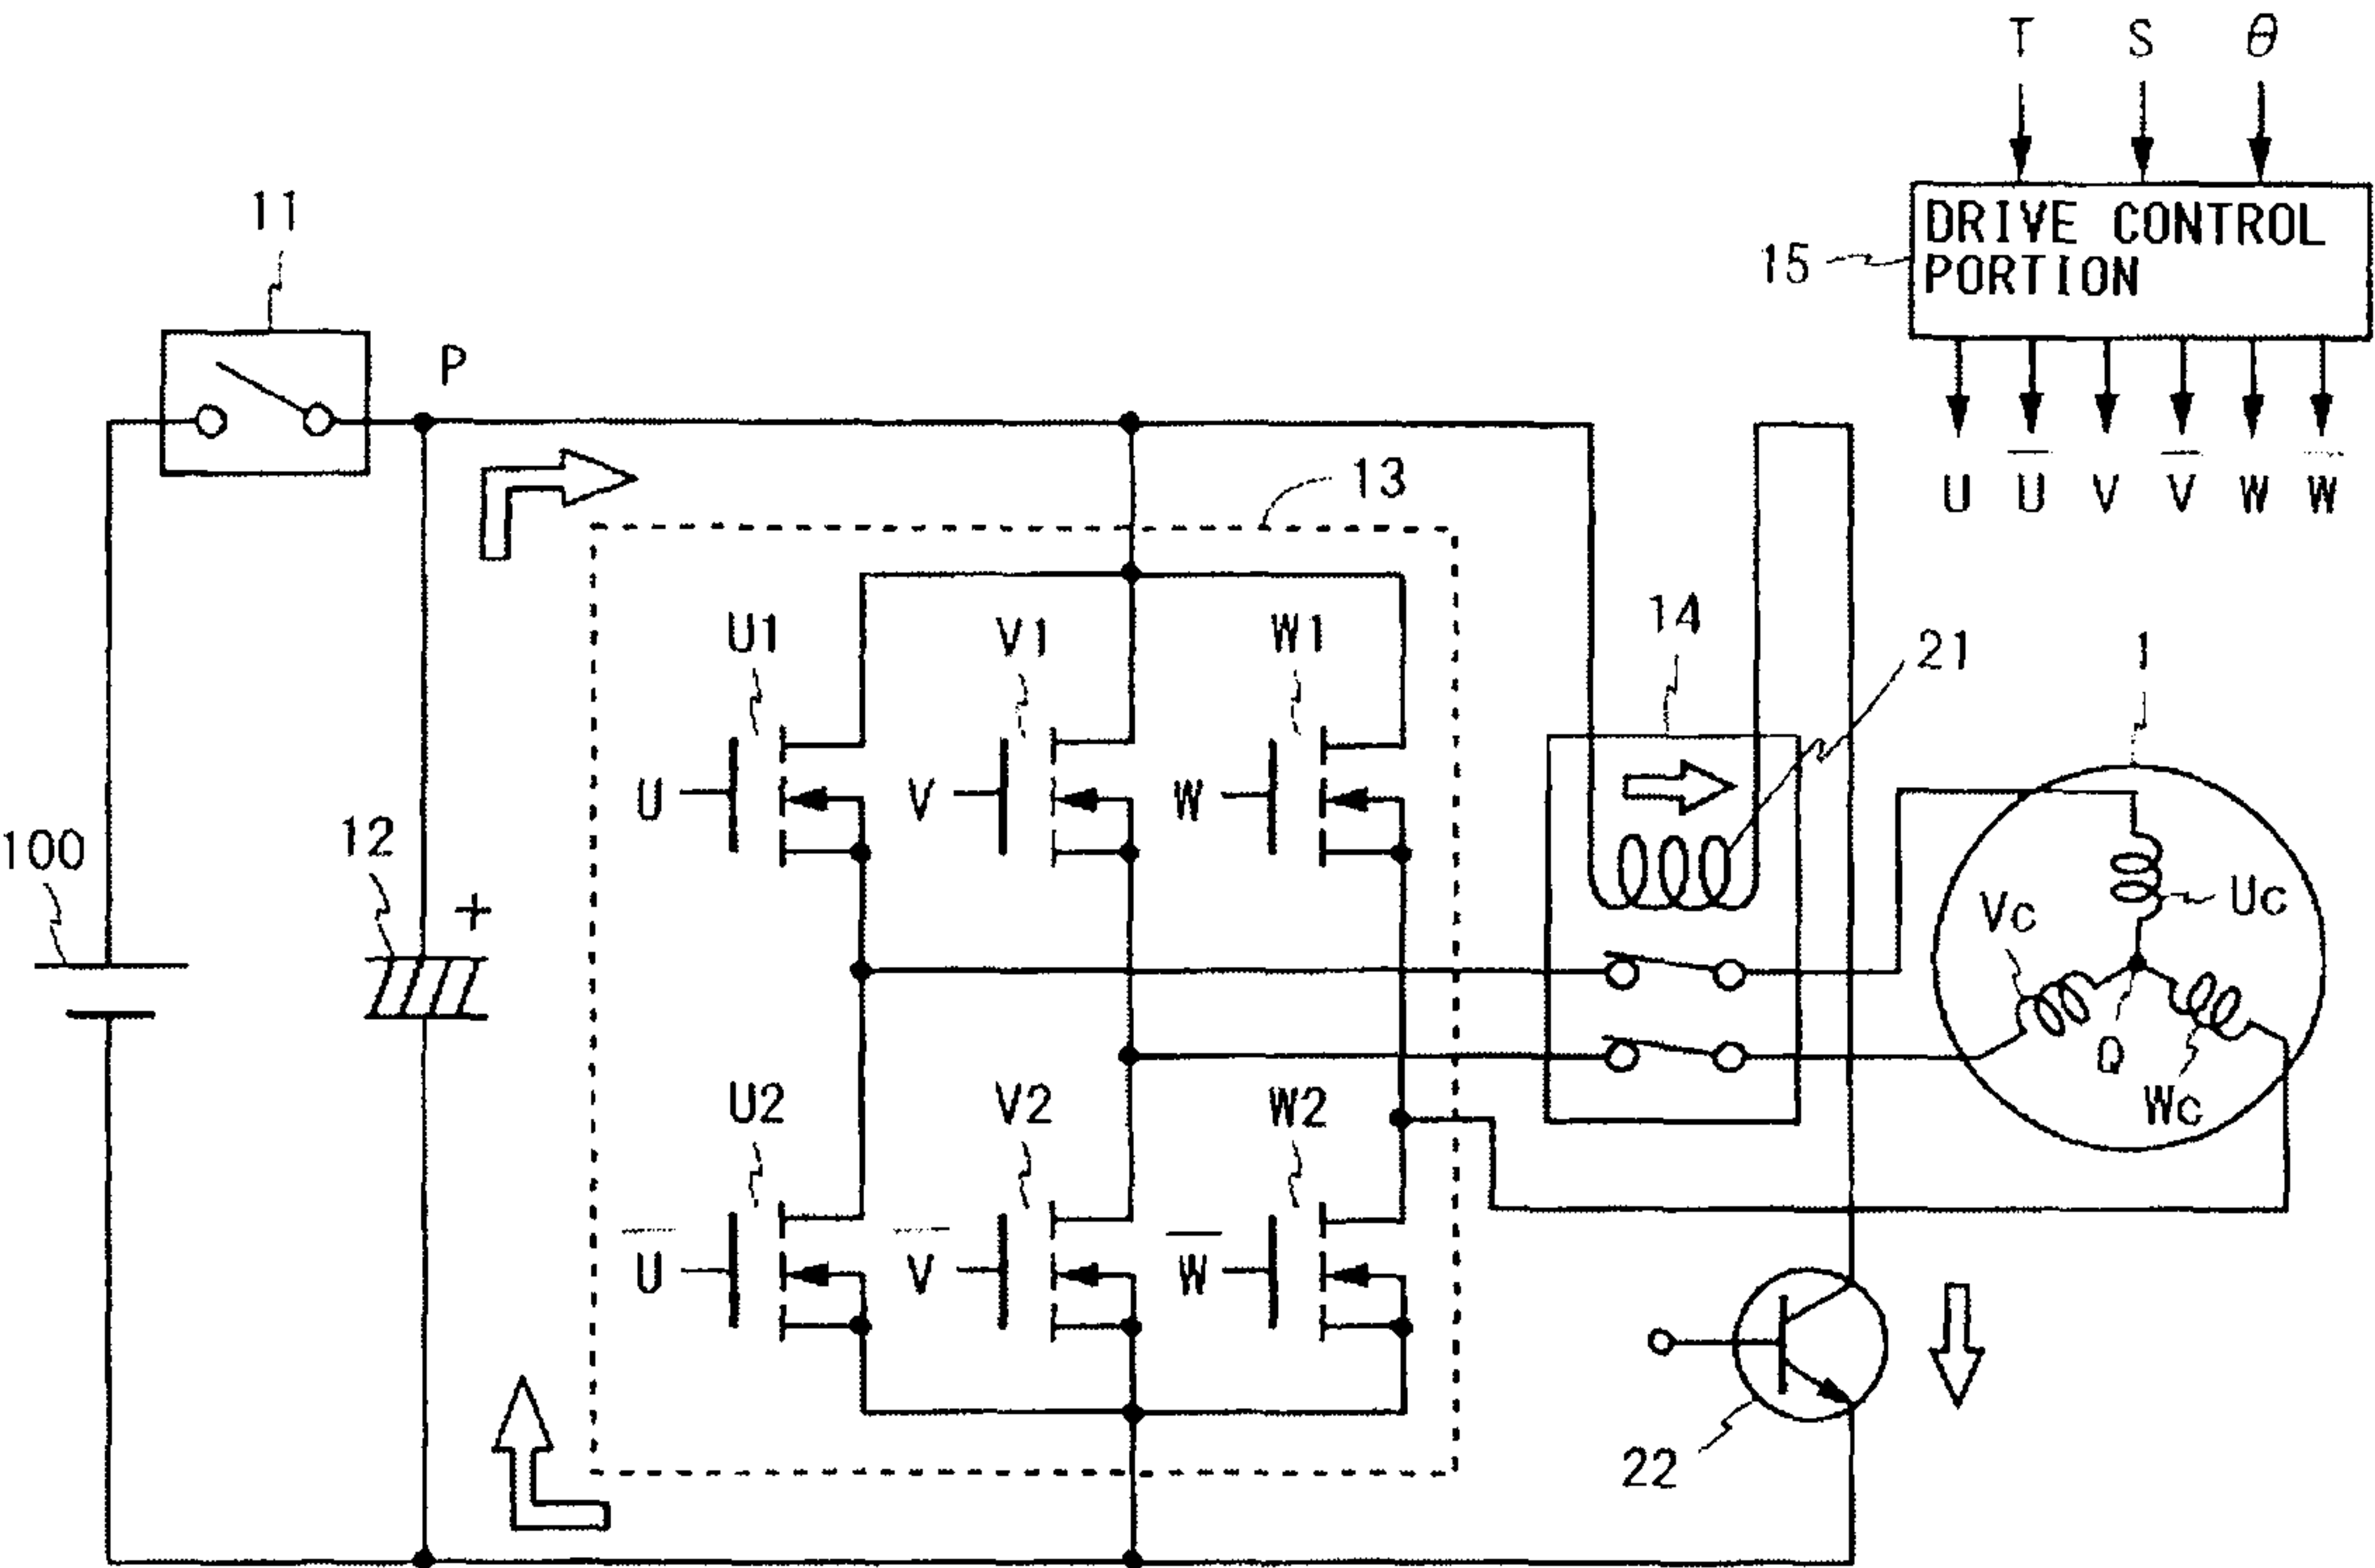 T S θ
DRIVE CONTROL
PORTION
15
11
P
U U̅ V V̅ W W̅
13
14
21
1
U1 V1 W1
U V W
100
12
+
Vc
Uc
Q
Wc
U2 V2 W2
U̅ V̅ W̅
22